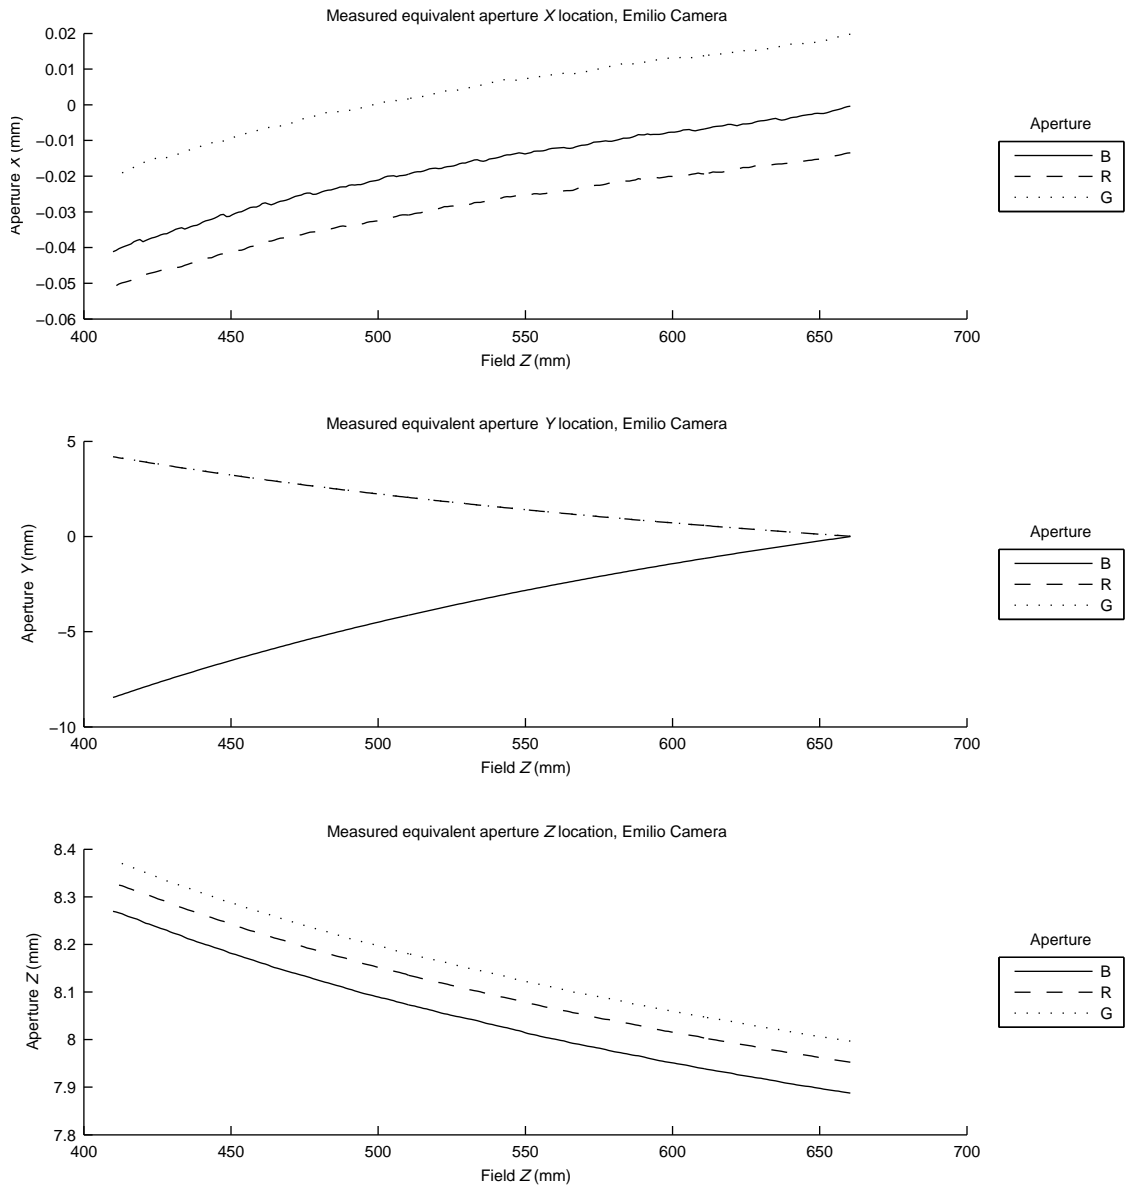 Measured equivalent aperture X location, Emilio Camera
0.02
0.01
0
−0.01
−0.02
−0.03
−0.04
−0.05
−0.06
Aperture X (mm)
400 450 500 550 600 650 700
Field Z (mm)
Aperture
B
R
G
Measured equivalent aperture Y location, Emilio Camera
5
0
−5
−10
Aperture Y (mm)
400 450 500 550 600 650 700
Field Z (mm)
Aperture
B
R
G
Measured equivalent aperture Z location, Emilio Camera
8.4
8.3
8.2
8.1
8
7.9
7.8
Aperture Z (mm)
400 450 500 550 600 650 700
Field Z (mm)
Aperture
B
R
G